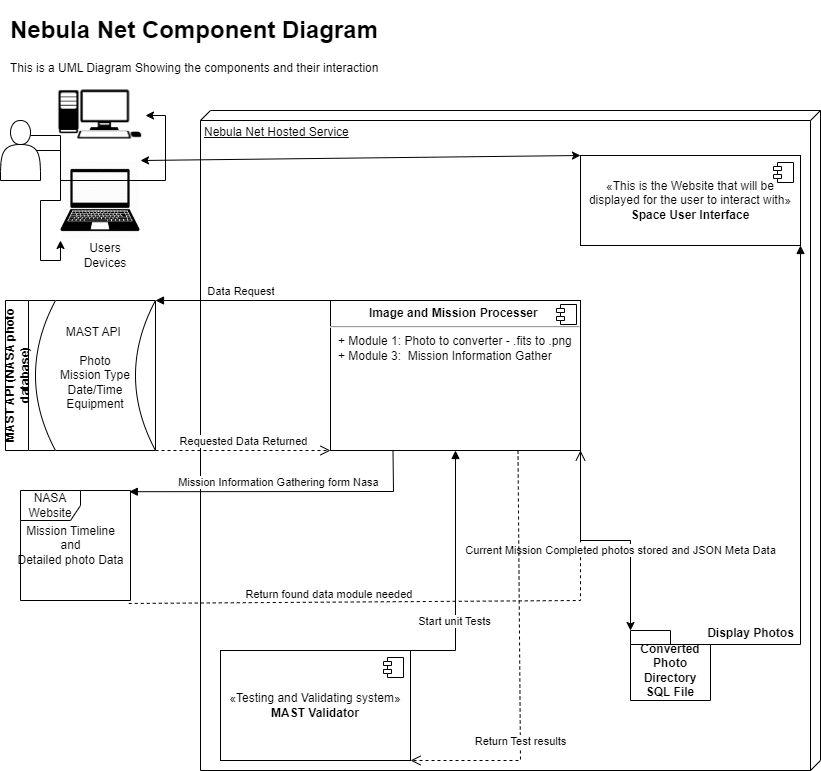 Nebula Net Component Diagram
This is a UML Diagram Showing the components and their interaction
Nebula Net Hosted Service
«This is the Website that will be
displayed for the user to interact with»
Space User Interface
Users
Devices
Data Request
MAST API (NASA photo
database)
MAST API
Photo
Mission Type
Date/Time
Equipment
Image and Mission Processer
+ Module 1: Photo to converter - .fits to .png
+ Module 3:  Mission Information Gather
Requested Data Returned
Mission Information Gathering form Nasa
NASA
Website
Mission Timeline
and
Detailed photo Data
Current Mission Completed photos stored and JSON Meta Data
Return found data module needed
Start unit Tests
Display Photos
Converted
Photo
Directory
SQL File
«Testing and Validating system»
MAST Validator
Return Test results